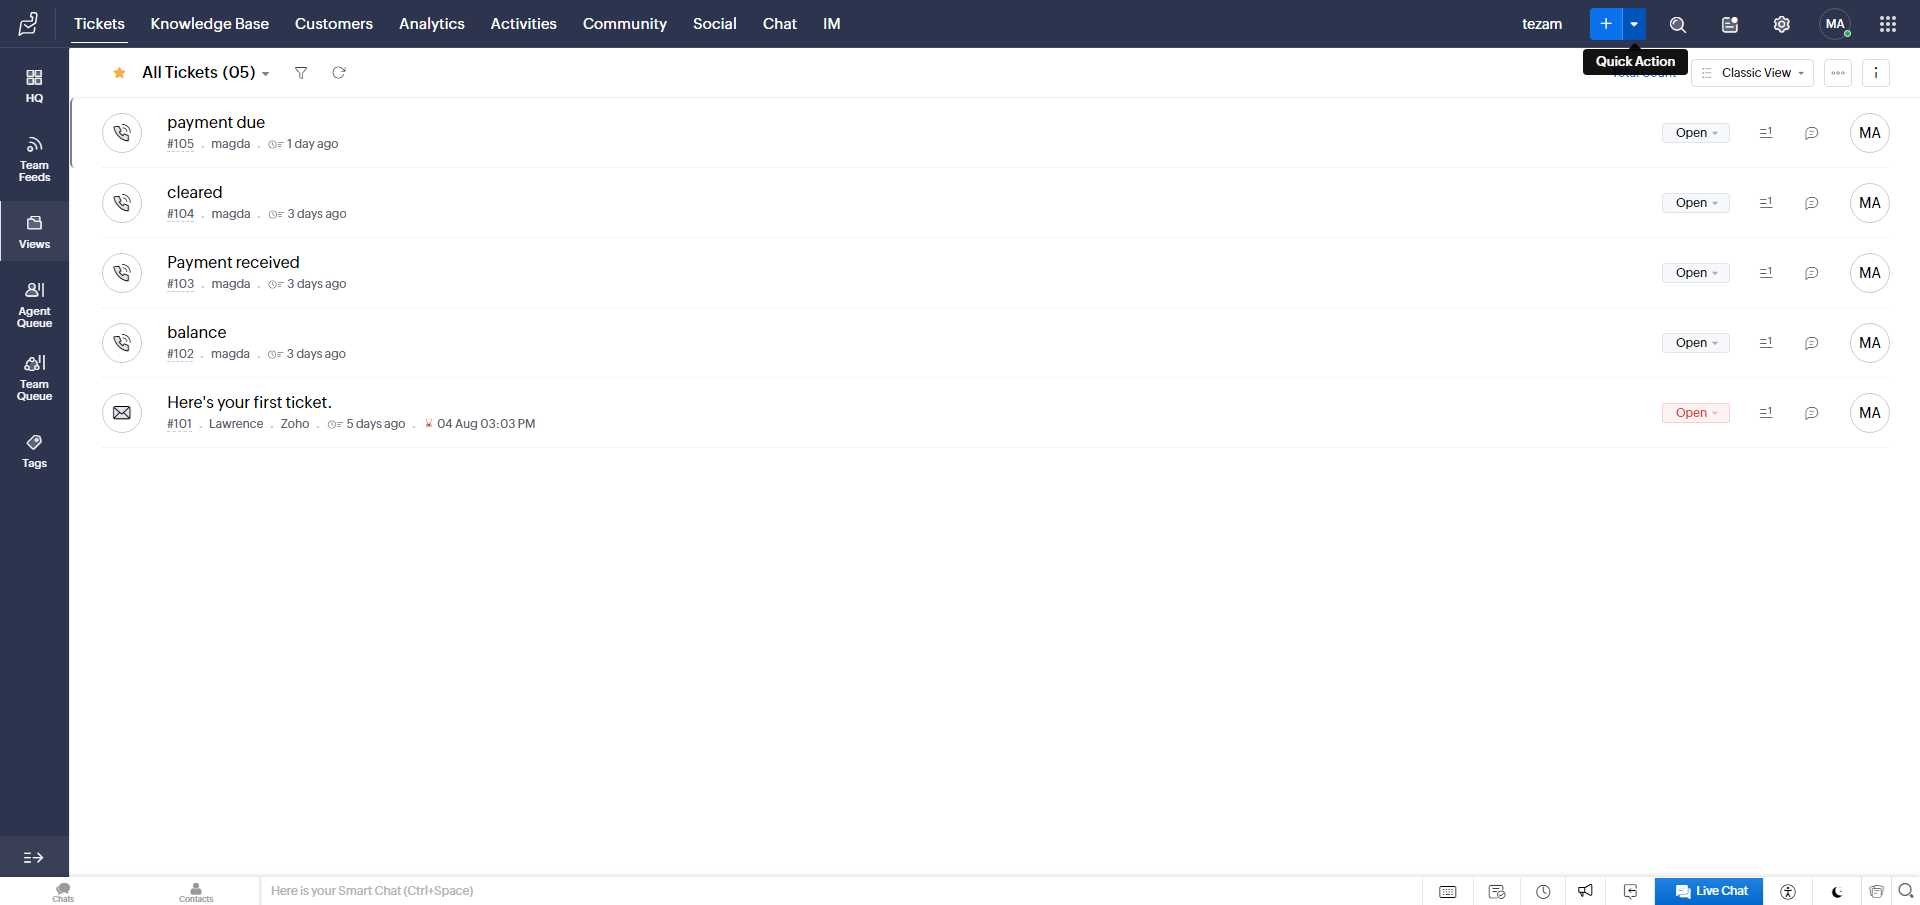 Tickets Knowledge Base Customers Analytics Activities Community Social Chat IM tezam MA
Quick Action
All Tickets (05) Classic View
HQ
Team Feeds
Views
Agent Queue
Team Queue
Tags
payment due
#105 . magda . 1 day ago Open MA
cleared
#104 . magda . 3 days ago Open MA
Payment received
#103 . magda . 3 days ago Open MA
balance
#102 . magda . 3 days ago Open MA
Here's your first ticket.
#101 . Lawrence . Zoho . 5 days ago . 04 Aug 03:03 PM Open MA
Chats Contacts Here is your Smart Chat (Ctrl+Space) Live Chat